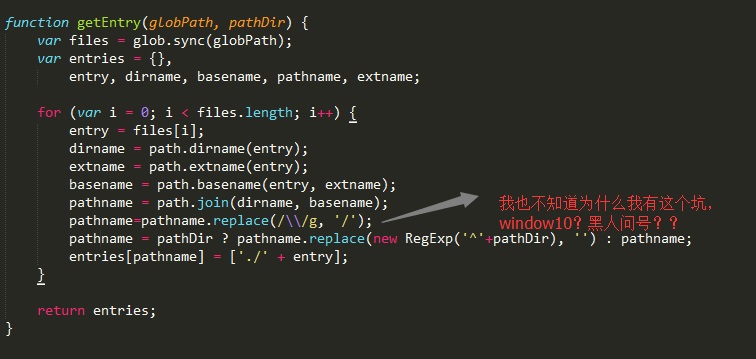 function getEntry(globPath, pathDir) {
    var files = glob.sync(globPath);
    var entries = {},
        entry, dirname, basename, pathname, extname;

    for (var i = 0; i < files.length; i++) {
        entry = files[i];
        dirname = path.dirname(entry);
        extname = path.extname(entry);
        basename = path.basename(entry, extname);
        pathname = path.join(dirname, basename);
        pathname=pathname.replace(/\\/g, '/');
        pathname = pathDir ? pathname.replace(new RegExp('^'+pathDir), '') : pathname;
        entries[pathname] = ['./' + entry];
    }

    return entries;
}
我也不知道为什么我有这个坑，
window10？黑人问号？？